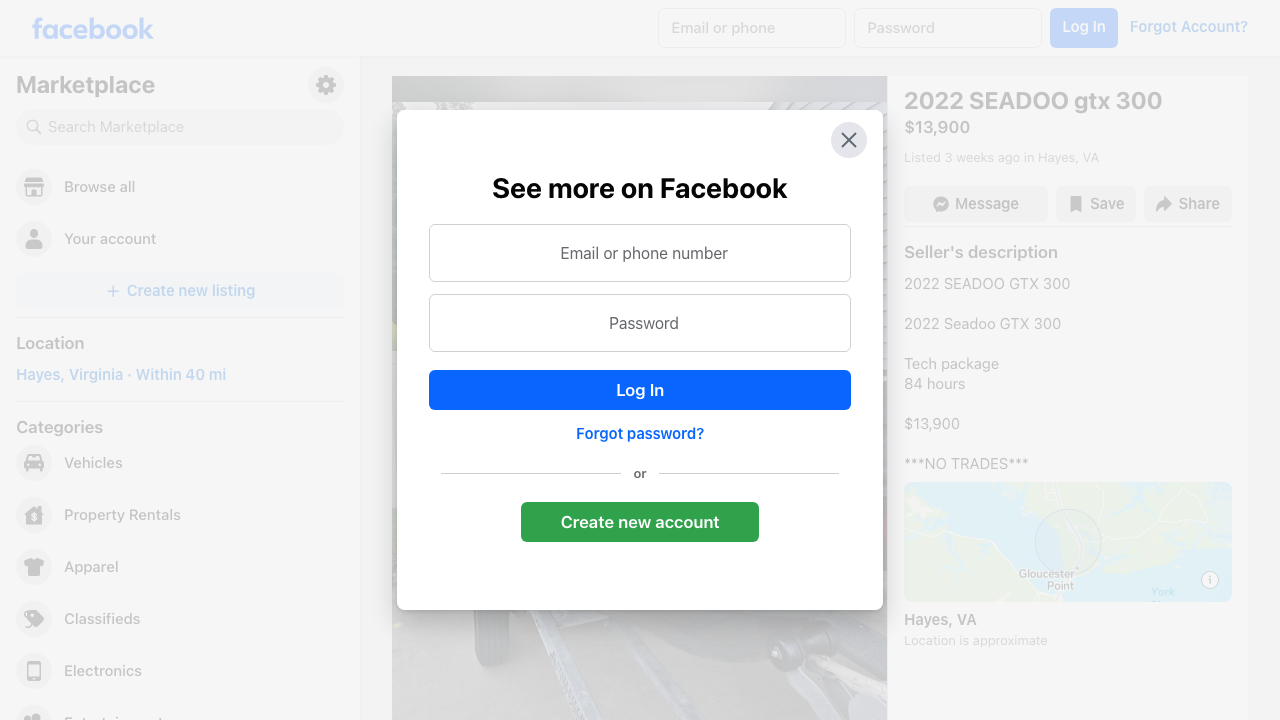 facebook
Email or phone
Password
Log In
Forgot Account?
Marketplace
Search Marketplace
Browse all
Your account
Create new listing
Location
Hayes, Virginia · Within 40 mi
Categories
Vehicles
Property Rentals
Apparel
Classifieds
Electronics
See more on Facebook
Email or phone number
Password
Log In
Forgot password?
or
Create new account
2022 SEADOO gtx 300
$13,900
Listed 3 weeks ago in Hayes, VA
Message
Save
Share
Seller's description
2022 SEADOO GTX 300
2022 Seadoo GTX 300
Tech package
84 hours
$13,900
***NO TRADES***
Gloucester
Point
York
Hayes, VA
Location is approximate